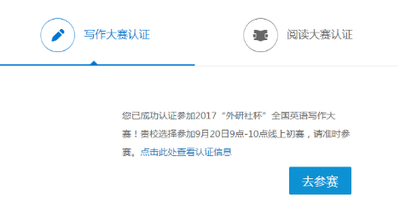 写作大赛认证
阅读大赛认证
您已成功认证参加2017“外研社杯”全国英语写作大
赛！贵校选择参加9月20日9点-10点线上初赛，请准时参
赛。点击此处查看认证信息
去参赛